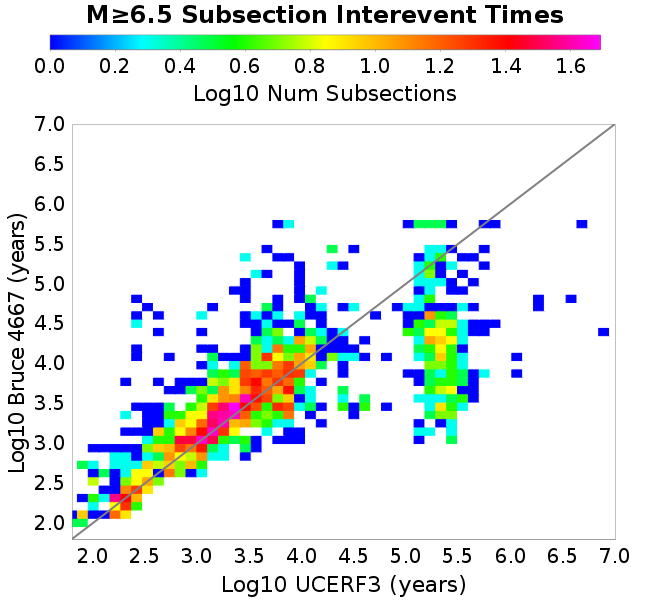 M≥6.5 Subsection Interevent Times
0.0 0.2 0.4 0.6 0.8 1.0 1.2 1.4 1.6
Log10 Num Subsections
7.0
6.5
6.0
5.5
5.0
4.5
4.0
3.5
3.0
2.5
2.0
Log10 Bruce 4667 (years)
2.0 2.5 3.0 3.5 4.0 4.5 5.0 5.5 6.0 6.5 7.0
Log10 UCERF3 (years)